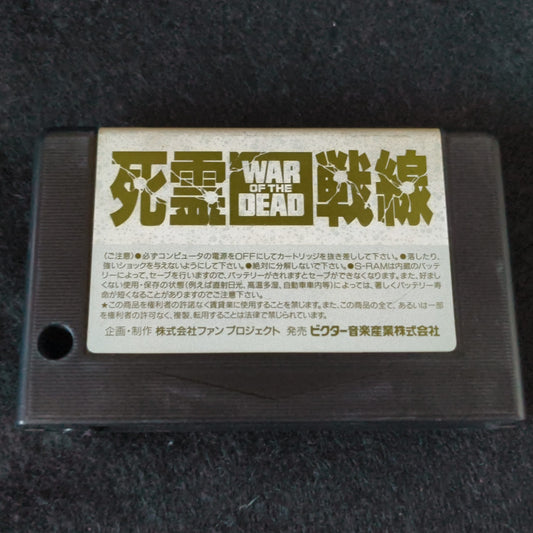 死霊 WAR OF THE DEAD 戦線
(ご注意)●必ずコンピュータの電源をOFFにしてカートリッジを抜き差しして下さい。●落したり、
強いショックを与えないようにして下さい。●絶対に分解しないで下さい。●S-RAMは内蔵のバッテ
リーによって、セーブを行いますので、バッテリーがきれますとセーブができなくなります。また、好まし
くない使用・保存の状態(例えば直射日光、高温多湿、自動車車内等)によっては、著しくバッテリー寿
命が短くなることがありますのでご注意下さい。
★この商品を権利者の許諾なく賃貸業に使用することを禁じます。また、この商品の全て、あるいは一部
を権利者の許可なく、複製、転用することは法律で禁じられています。
企画・制作 株式会社ファン プロジェクト 発売 ビクター音楽産業株式会社